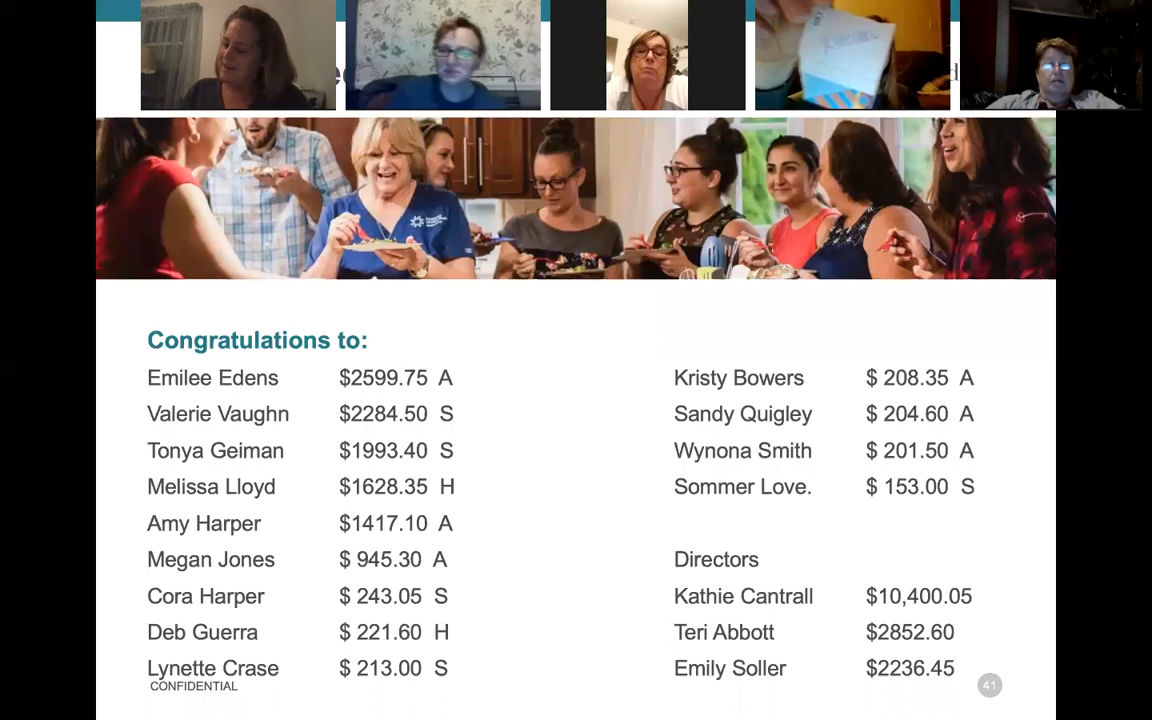 Congratulations to:
Emilee Edens $2599.75 A
Valerie Vaughn $2284.50 S
Tonya Geiman $1993.40 S
Melissa Lloyd $1628.35 H
Amy Harper $1417.10 A
Megan Jones $ 945.30 A
Cora Harper $ 243.05 S
Deb Guerra $ 221.60 H
Lynette Crase $ 213.00 S
CONFIDENTIAL
Kristy Bowers $ 208.35 A
Sandy Quigley $ 204.60 A
Wynona Smith $ 201.50 A
Sommer Love. $ 153.00 S
Directors
Kathie Cantrall $10,400.05
Teri Abbott $2852.60
Emily Soller $2236.45
41